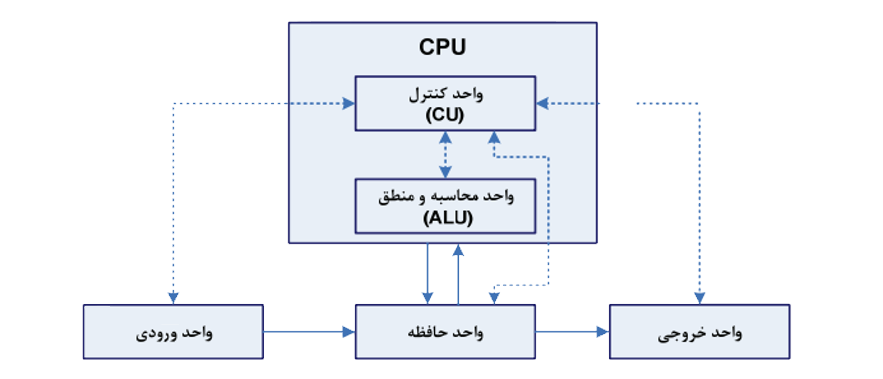 CPU
واحد کنترل
(CU)
واحد محاسبه و منطق
(ALU)
واحد ورودی
واحد حافظه
واحد خروجی